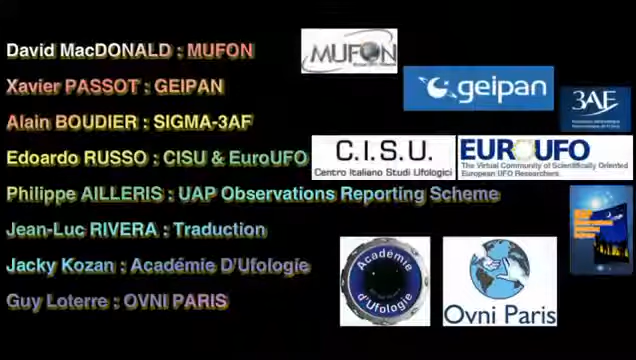 David MacDONALD : MUFON
Xavier PASSOT : GEIPAN
Alain BOUDIER : SIGMA-3AF
Edoardo RUSSO : CISU & EuroUFO
Philippe AILLERIS : UAP Observations Reporting Scheme
Jean-Luc RIVERA : Traduction
Jacky Kozan : Académie D'Ufologie
Guy Loterre : OVNI PARIS
MUFON
geipan
3AF
C.I.S.U.
Centro Italiano Studi Ufologici
EUROUFO
The Virtual Community of Scientifically Oriented
European UFO Researchers
Académie
d'Ufologie
Ovni Paris